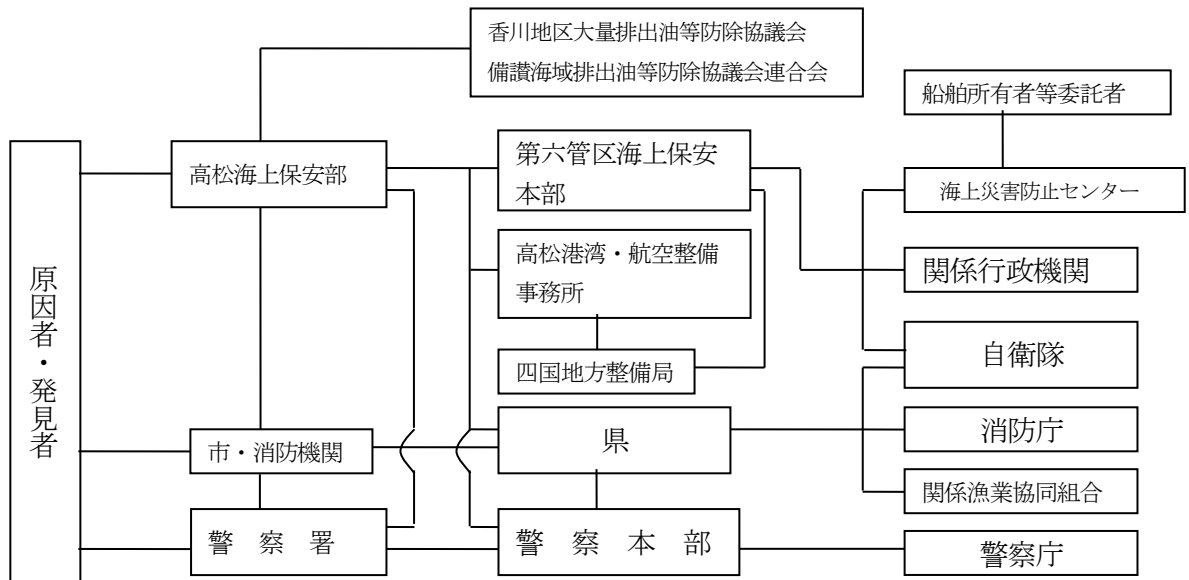 香川地区大量排出油等防除協議会
備讃海域排出油等防除協議会連合会
船舶所有者等委託者
高松海上保安部
第六管区海上保安
本部
海上災害防止センター
高松港湾・航空整備
事務所
関係行政機関
原因者・発見者
自衛隊
四国地方整備局
市・消防機関
県
消防庁
関係漁業協同組合
警 察 署
警 察 本 部
警察庁